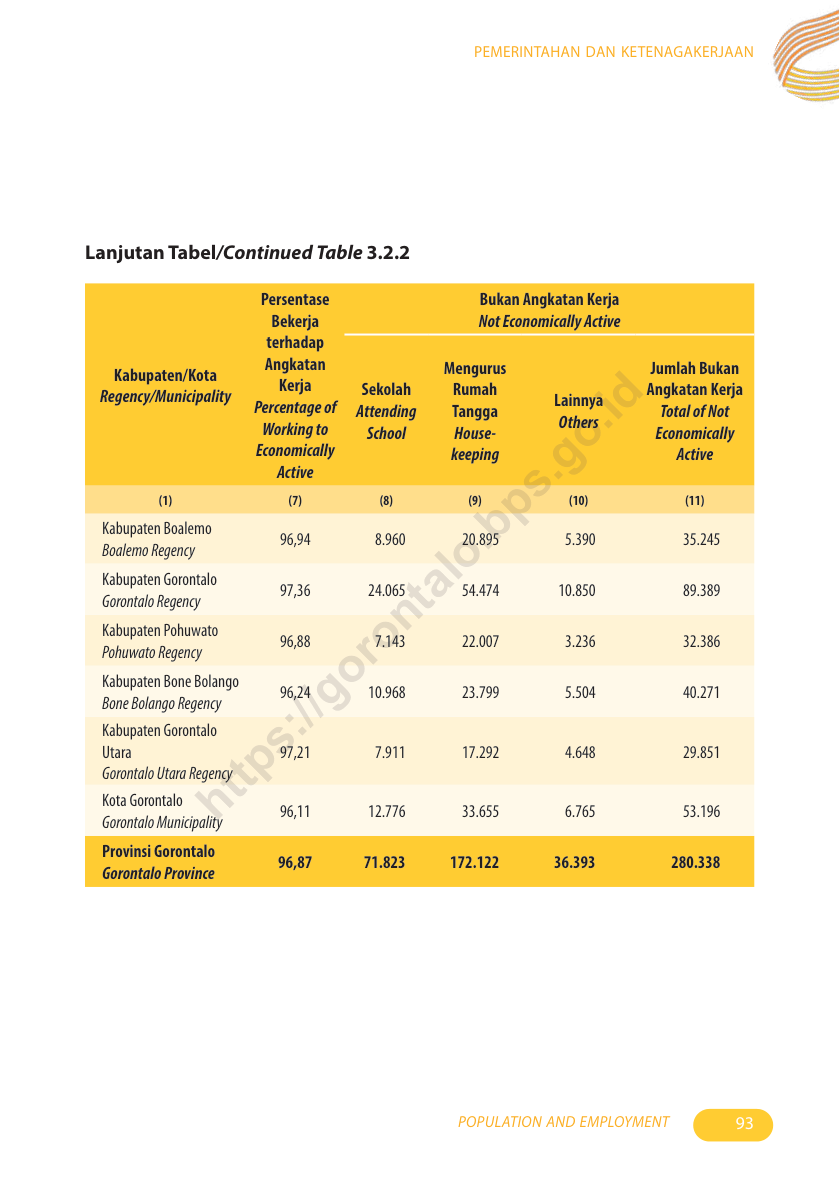 PEMERINTAHAN DAN KETENAGAKERJAAN
Lanjutan Tabel/Continued Table 3.2.2
Kabupaten/Kota
Regency/Municipality
Persentase
Bekerja
terhadap
Angkatan
Kerja
Percentage of
Working to
Economically
Active
Bukan Angkatan Kerja
Not Economically Active
Sekolah
Attending
School
Mengurus
Rumah
Tangga
House-
keeping
Lainnya
Others
Jumlah Bukan
Angkatan Kerja
Total of Not
Economically
Active
(1) (7) (8) (9) (10) (11)
Kabupaten Boalemo
Boalemo Regency
96,94 8.960 20.895 5.390 35.245
Kabupaten Gorontalo
Gorontalo Regency
97,36 24.065 54.474 10.850 89.389
Kabupaten Pohuwato
Pohuwato Regency
96,88 7.143 22.007 3.236 32.386
Kabupaten Bone Bolango
Bone Bolango Regency
96,24 10.968 23.799 5.504 40.271
Kabupaten Gorontalo
Utara
Gorontalo Utara Regency
97,21 7.911 17.292 4.648 29.851
Kota Gorontalo
Gorontalo Municipality
96,11 12.776 33.655 6.765 53.196
Provinsi Gorontalo
Gorontalo Province
96,87 71.823 172.122 36.393 280.338
https://gorontalo.bps.go.id
POPULATION AND EMPLOYMENT 93